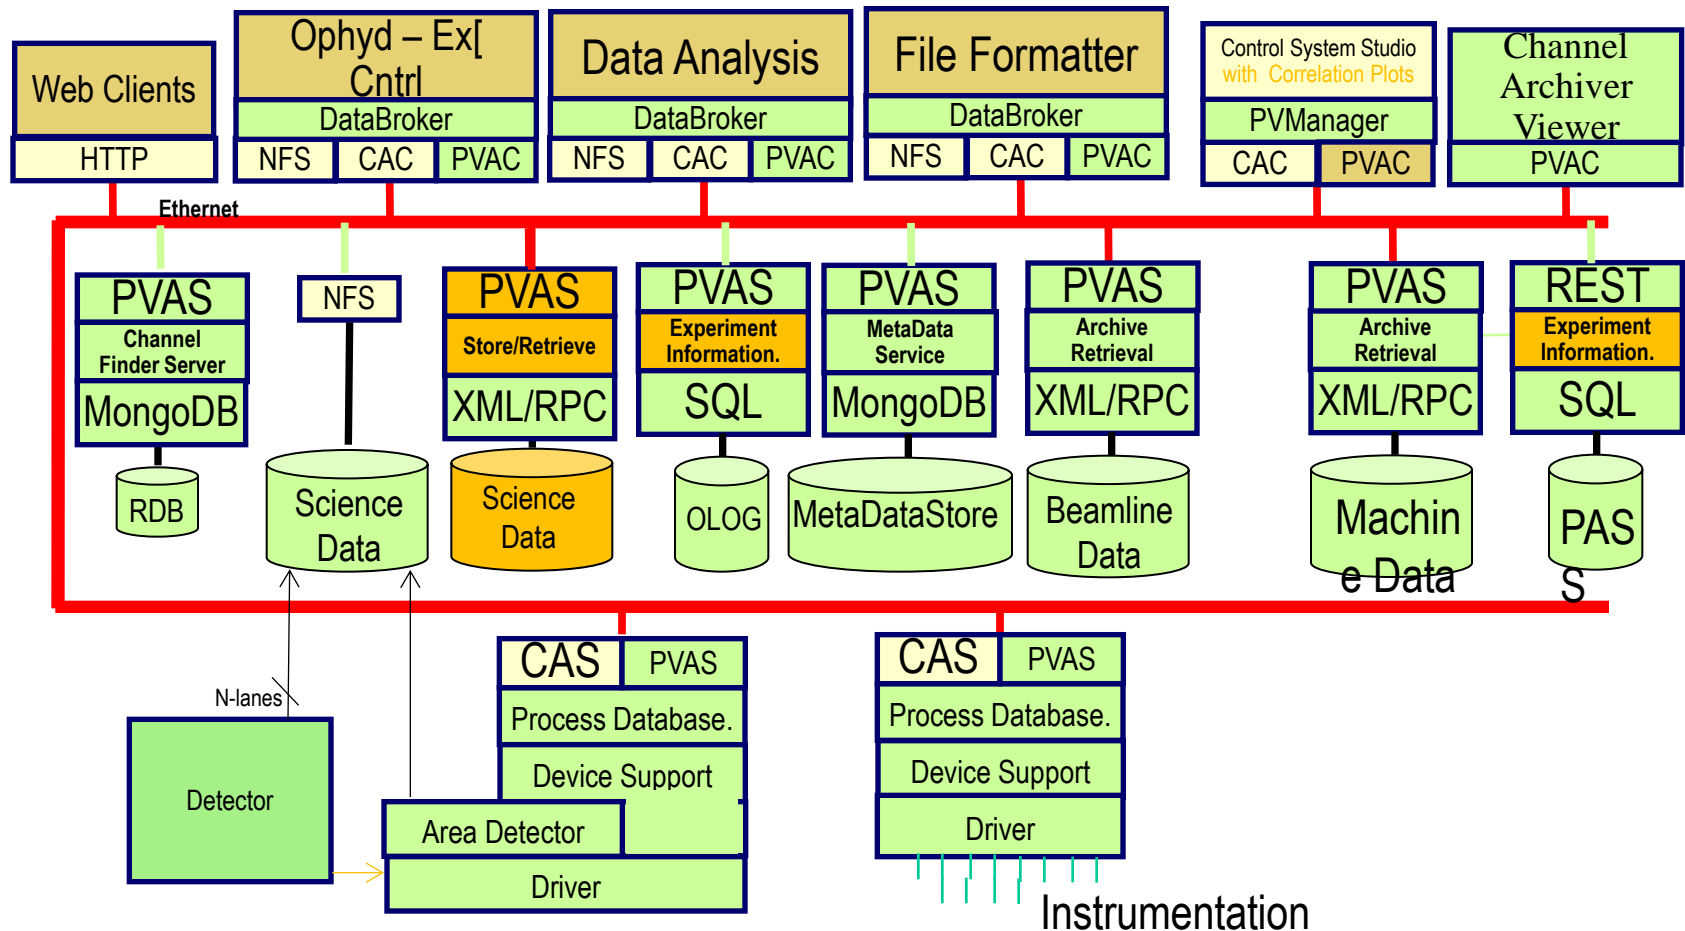 Web Clients
HTTP
Ophyd – Ex[
Cntrl
DataBroker
NFS CAC PVAC
Data Analysis
DataBroker
NFS CAC PVAC
File Formatter
DataBroker
NFS CAC PVAC
Control System Studio
with Correlation Plots
PVManager
CAC PVAC
Channel
Archiver
Viewer
PVAC
Ethernet
PVAS
Channel
Finder Server
MongoDB
RDB
NFS
Science
Data
PVAS
Store/Retrieve
XML/RPC
Science
Data
PVAS
Experiment
Information.
SQL
OLOG
PVAS
MetaData
Service
MongoDB
MetaDataStore
PVAS
Archive
Retrieval
XML/RPC
Beamline
Data
PVAS
Archive
Retrieval
XML/RPC
Machin
e Data
REST
Experiment
Information.
SQL
PAS
S
N-lanes
Detector
CAS PVAS
Process Database.
Device Support
Area Detector
Driver
CAS PVAS
Process Database.
Device Support
Driver
Instrumentation